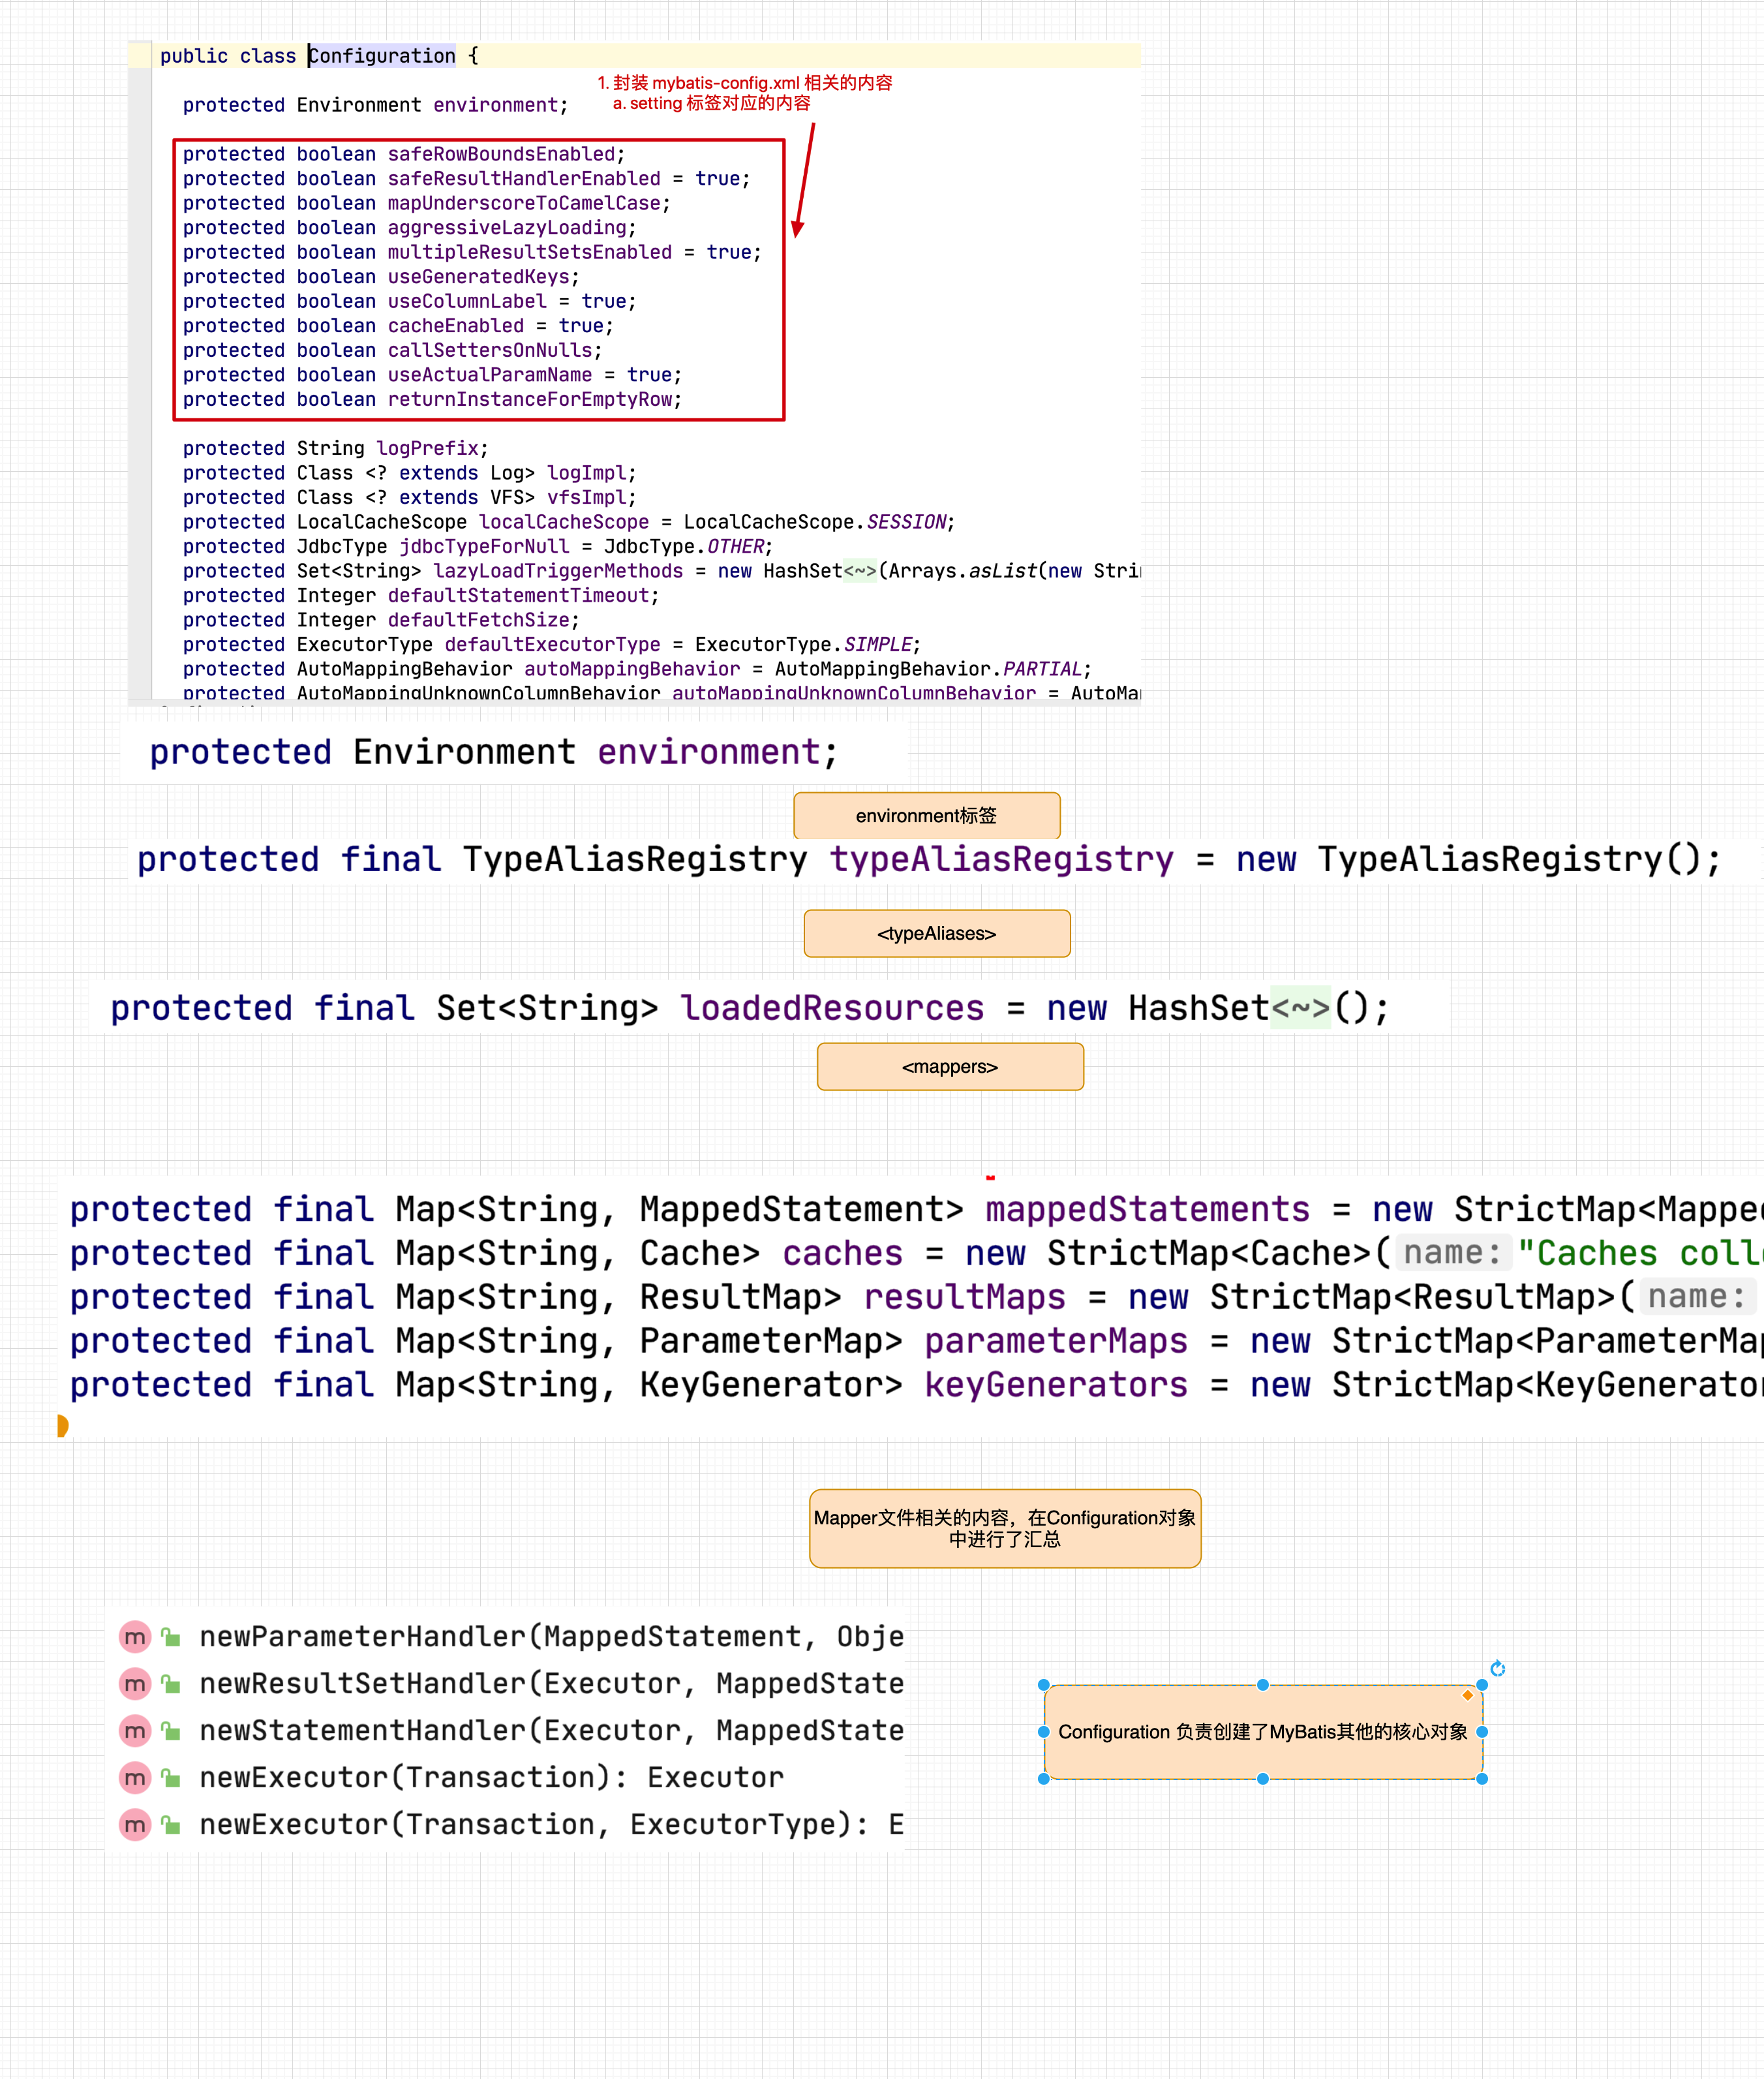 public class Configuration {
1. 封装 mybatis-config.xml 相关的内容
a. setting 标签对应的内容
protected Environment environment;
protected boolean safeRowBoundsEnabled;
protected boolean safeResultHandlerEnabled = true;
protected boolean mapUnderscoreToCamelCase;
protected boolean aggressiveLazyLoading;
protected boolean multipleResultSetsEnabled = true;
protected boolean useGeneratedKeys;
protected boolean useColumnLabel = true;
protected boolean cacheEnabled = true;
protected boolean callSettersOnNulls;
protected boolean useActualParamName = true;
protected boolean returnInstanceForEmptyRow;
protected String logPrefix;
protected Class <? extends Log> logImpl;
protected Class <? extends VFS> vfsImpl;
protected LocalCacheScope localCacheScope = LocalCacheScope.SESSION;
protected JdbcType jdbcTypeForNull = JdbcType.OTHER;
protected Set<String> lazyLoadTriggerMethods = new HashSet<~>(Arrays.asList(new Stri
protected Integer defaultStatementTimeout;
protected Integer defaultFetchSize;
protected ExecutorType defaultExecutorType = ExecutorType.SIMPLE;
protected AutoMappingBehavior autoMappingBehavior = AutoMappingBehavior.PARTIAL;
protected AutoMappingUnknownColumnBehavior autoMappingUnknownColumnBehavior = AutoMa
protected Environment environment;
environment标签
protected final TypeAliasRegistry typeAliasRegistry = new TypeAliasRegistry();
<typeAliases>
protected final Set<String> loadedResources = new HashSet<~>();
<mappers>
protected final Map<String, MappedStatement> mappedStatements = new StrictMap<Mapped
protected final Map<String, Cache> caches = new StrictMap<Cache>( name: "Caches coll
protected final Map<String, ResultMap> resultMaps = new StrictMap<ResultMap>( name:
protected final Map<String, ParameterMap> parameterMaps = new StrictMap<ParameterMap
protected final Map<String, KeyGenerator> keyGenerators = new StrictMap<KeyGenerator
Mapper文件相关的内容，在Configuration对象
中进行了汇总
m newParameterHandler(MappedStatement, Obje
m newResultSetHandler(Executor, MappedState
m newStatementHandler(Executor, MappedState
m newExecutor(Transaction): Executor
m newExecutor(Transaction, ExecutorType): E
Configuration 负责创建了MyBatis其他的核心对象